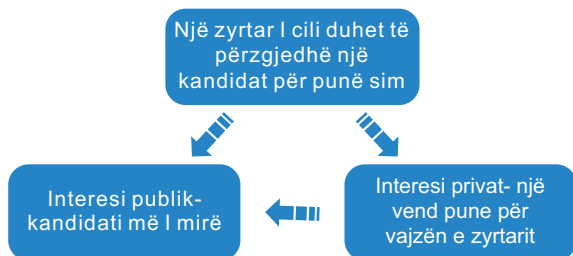 Një zyrtar I cili duhet të
përzgjedhë një
kandidat për punë sim
Interesi publik-
kandidati më I mirë
Interesi privat- një
vend pune për
vajzën e zyrtarit